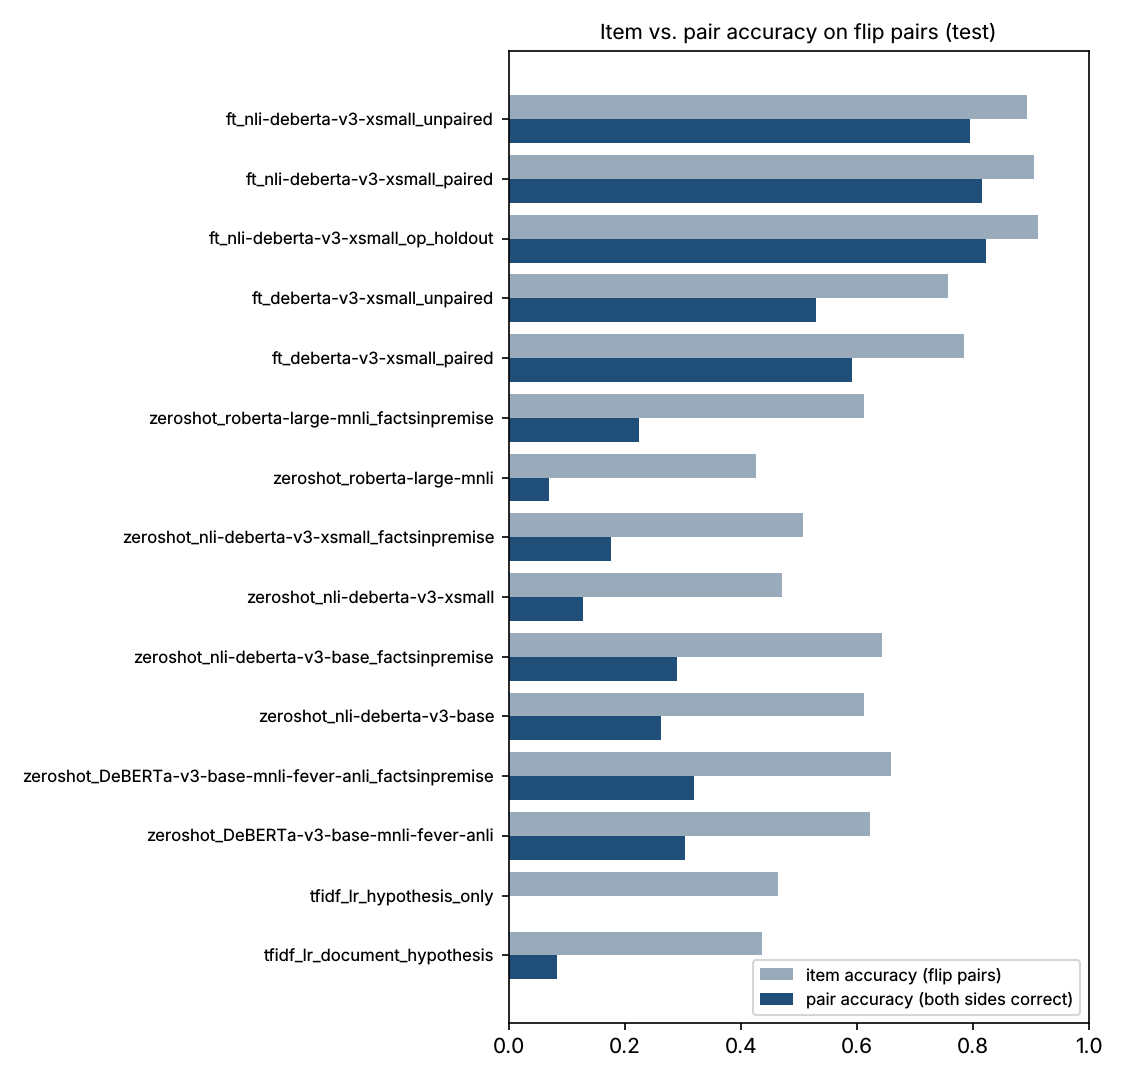 Item vs. pair accuracy on flip pairs (test)
ft_nli-deberta-v3-xsmall_unpaired
ft_nli-deberta-v3-xsmall_paired
ft_nli-deberta-v3-xsmall_op_holdout
ft_deberta-v3-xsmall_unpaired
ft_deberta-v3-xsmall_paired
zeroshot_roberta-large-mnli_factsinpremise
zeroshot_roberta-large-mnli
zeroshot_nli-deberta-v3-xsmall_factsinpremise
zeroshot_nli-deberta-v3-xsmall
zeroshot_nli-deberta-v3-base_factsinpremise
zeroshot_nli-deberta-v3-base
zeroshot_DeBERTa-v3-base-mnli-fever-anli_factsinpremise
zeroshot_DeBERTa-v3-base-mnli-fever-anli
tfidf_lr_hypothesis_only
tfidf_lr_document_hypothesis
item accuracy (flip pairs)
pair accuracy (both sides correct)
0.0 0.2 0.4 0.6 0.8 1.0